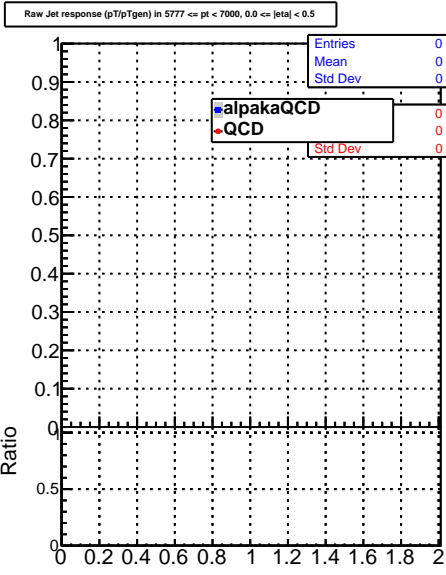 Raw Jet response (pT/pTgen) in 5777 <= pt < 7000, 0.0 <= |eta| < 0.5
Entries 0
Mean 0
Std Dev 0
0
0
Std Dev 0
alpakaQCD
QCD
1
0.9
0.8
0.7
0.6
0.5
0.4
0.3
0.2
0.1
0
Ratio
1
0.5
0
0 0.2 0.4 0.6 0.8 1 1.2 1.4 1.6 1.8 2